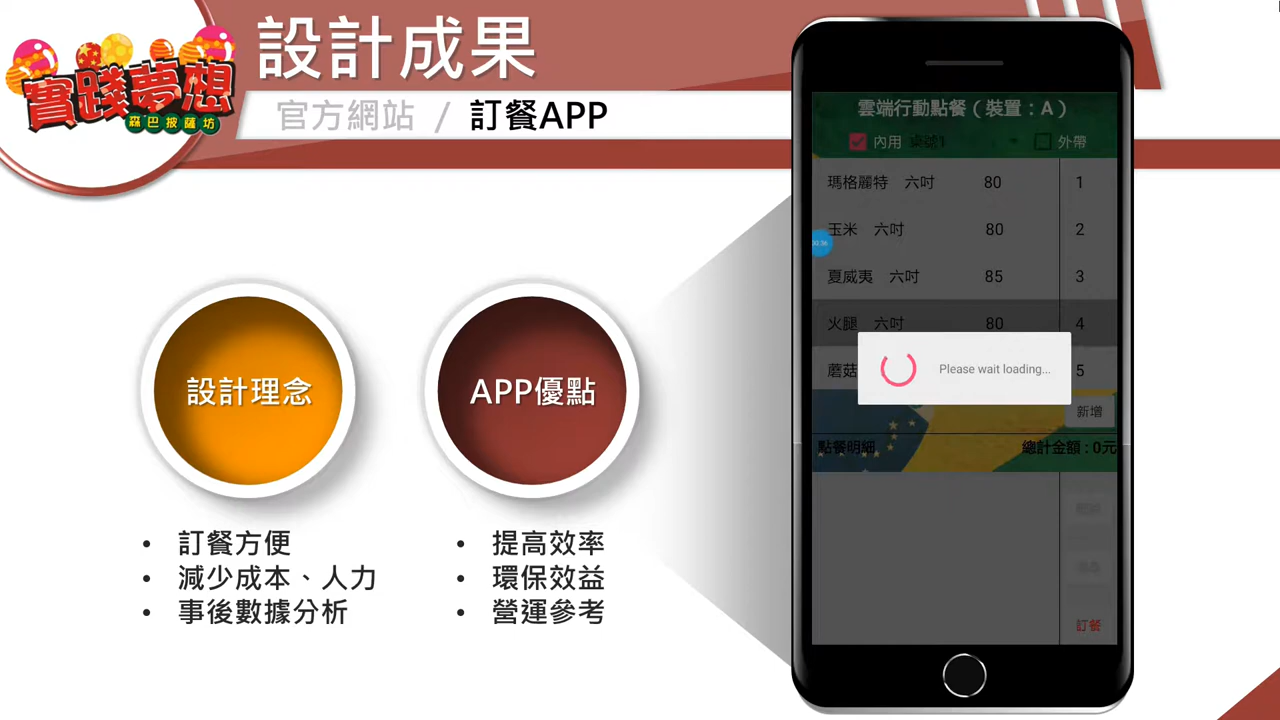 設計成果
實踐夢想
森巴披薩坊
官方網站 / 訂餐APP
設計理念
• 訂餐方便
• 減少成本、人力
• 事後數據分析
APP優點
• 提高效率
• 環保效益
• 營運參考
雲端行動點餐（裝置：A）
內用 桌號1 外帶
瑪格麗特 六吋 80 1
玉米 六吋 80 2
夏威夷 六吋 85 3
火腿 六吋 80 4
蘑菇 5
Please wait loading...
新增
點餐明細 總計金額 : 0元
訂餐